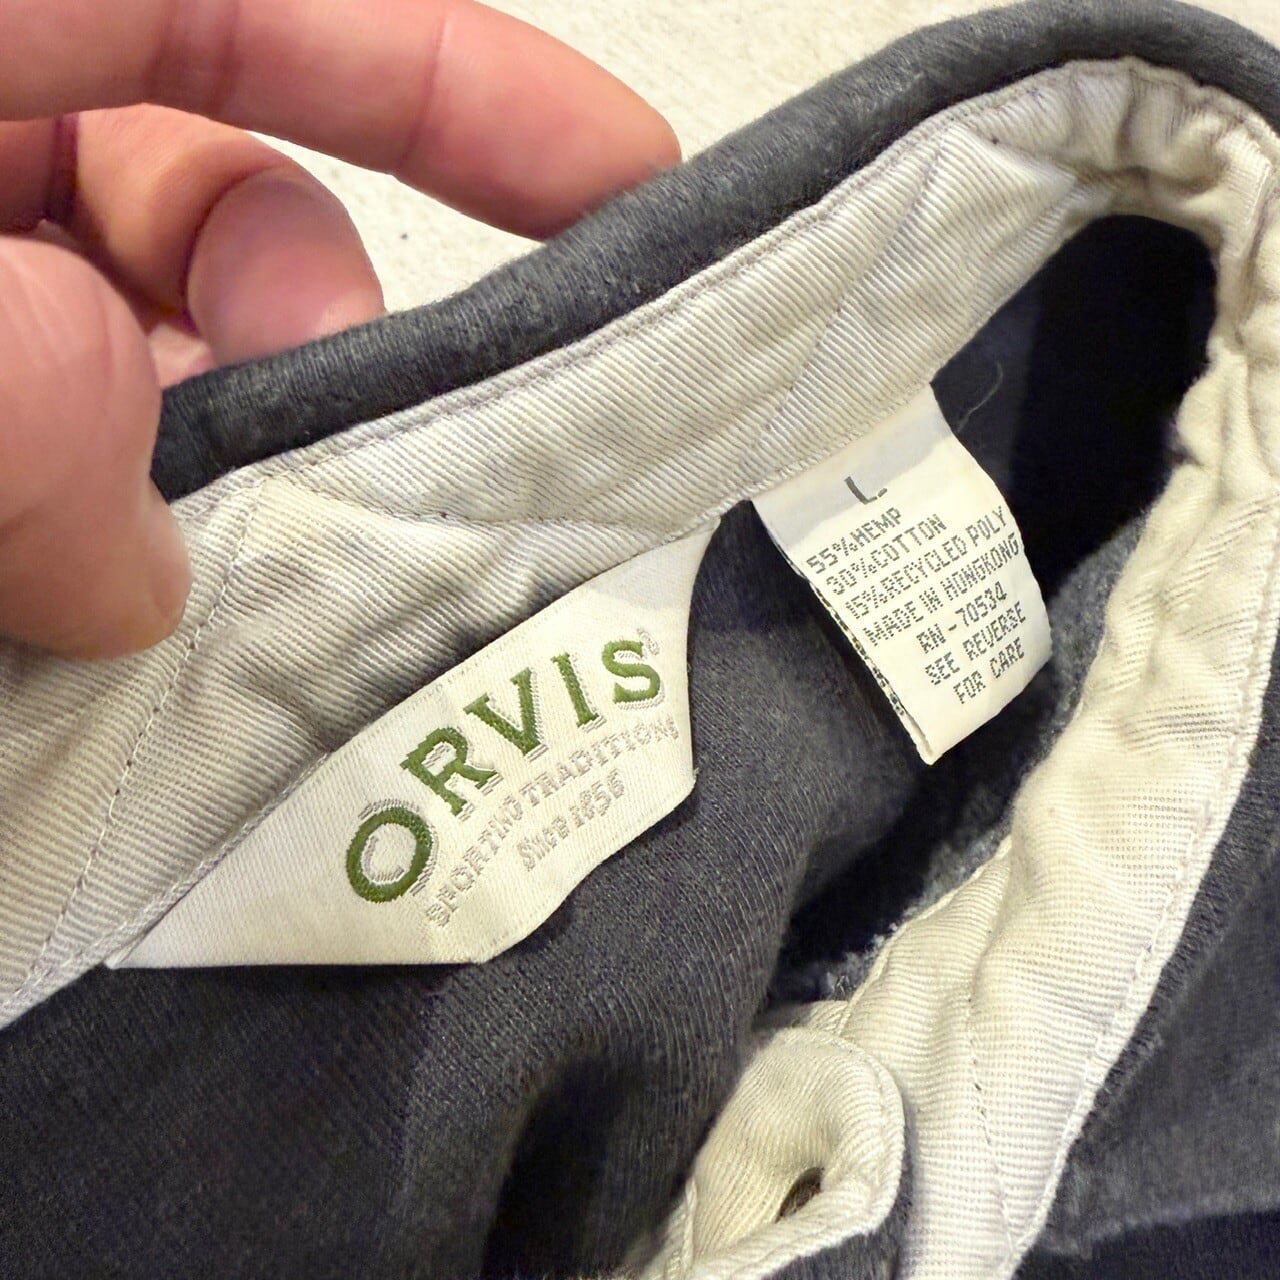 ORVIS
SPORTING TRADITIONS
Since 1856
L
55%HEMP
30%COTTON
15%RECYCLED POLY
MADE IN HONGKONG
RN-70534
SEE REVERSE
FOR CARE